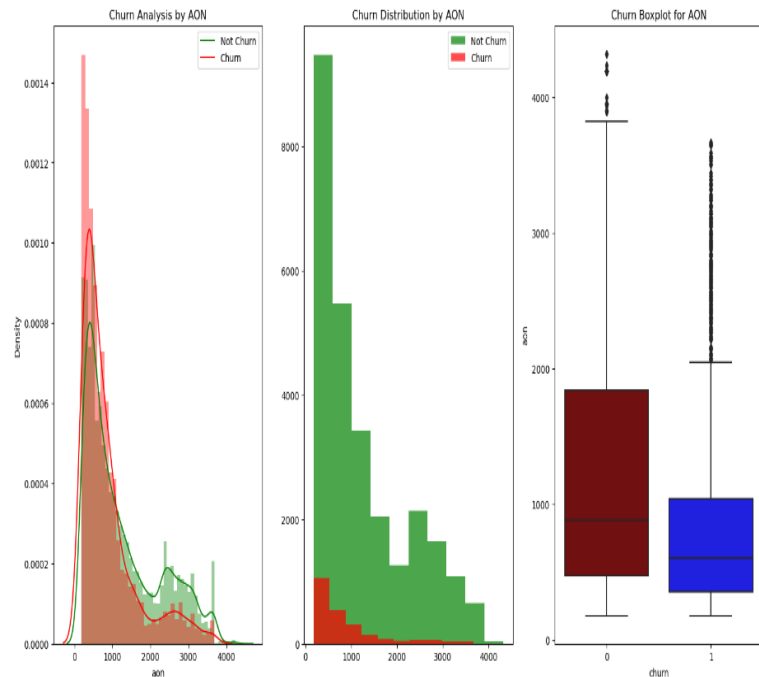 Churn Analysis by AON
Not Churn
Churn
0.0014
0.0012
0.0010
0.0008
0.0006
0.0004
0.0002
0.0000
Density
0
1000
2000
3000
4000
aon
Churn Distribution by AON
Not Churn
Churn
8000
6000
4000
2000
0
0
1000
2000
3000
4000
Churn Boxplot for AON
4000
3000
2000
1000
0
aon
0
1
churn